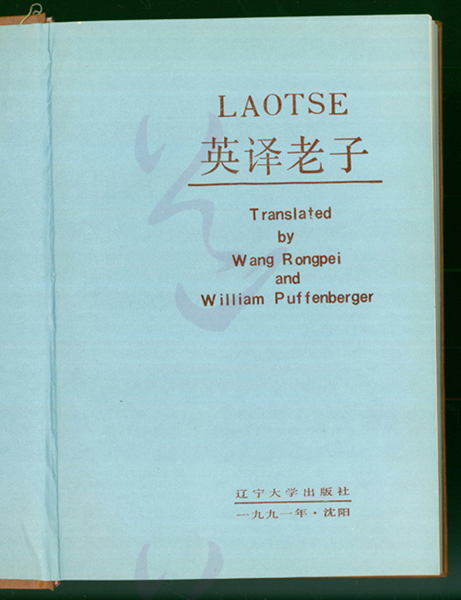 LAOTSE
英译老子
Translated
by
Wang Rongpei
and
William Puffenberger
辽宁大学出版社
一九九一年·沈阳